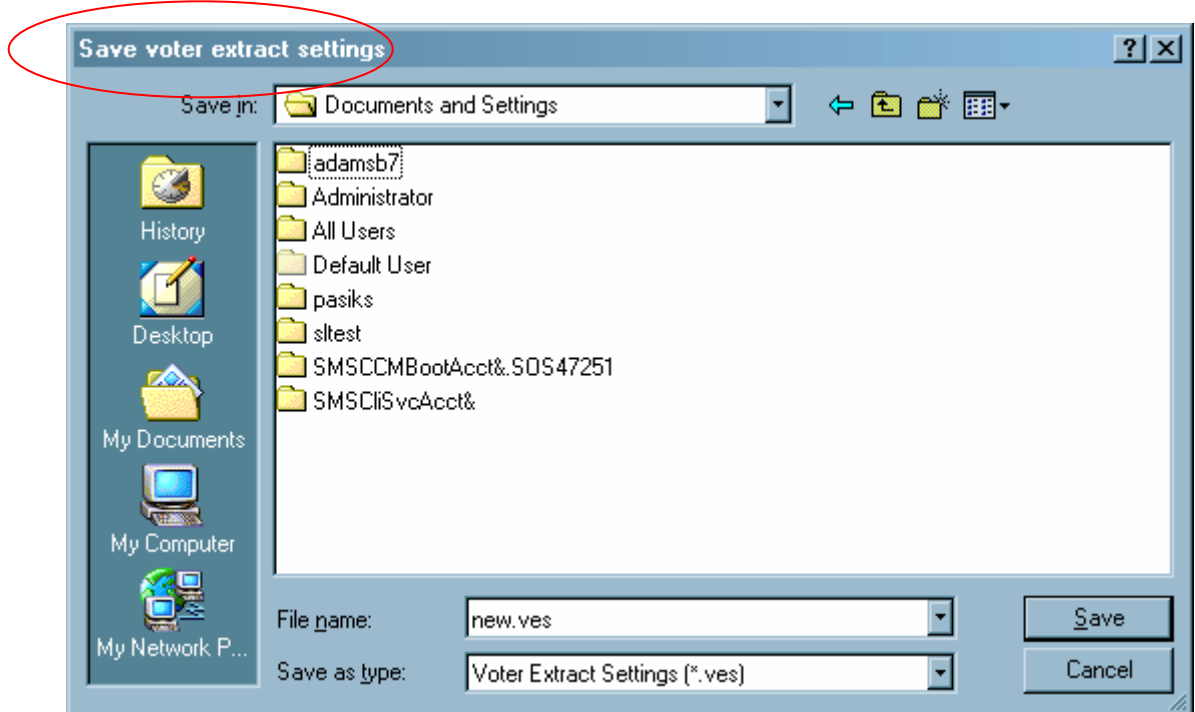 Save voter extract settings
Save in: Documents and Settings
History
Desktop
My Documents
My Computer
My Network P...
adamsb7
Administrator
All Users
Default User
pasiks
sltest
SMSCCMBootAcct&.SOS47251
SMSCliSvcAcct&
File name: new.ves Save
Save as type: Voter Extract Settings (*.ves) Cancel